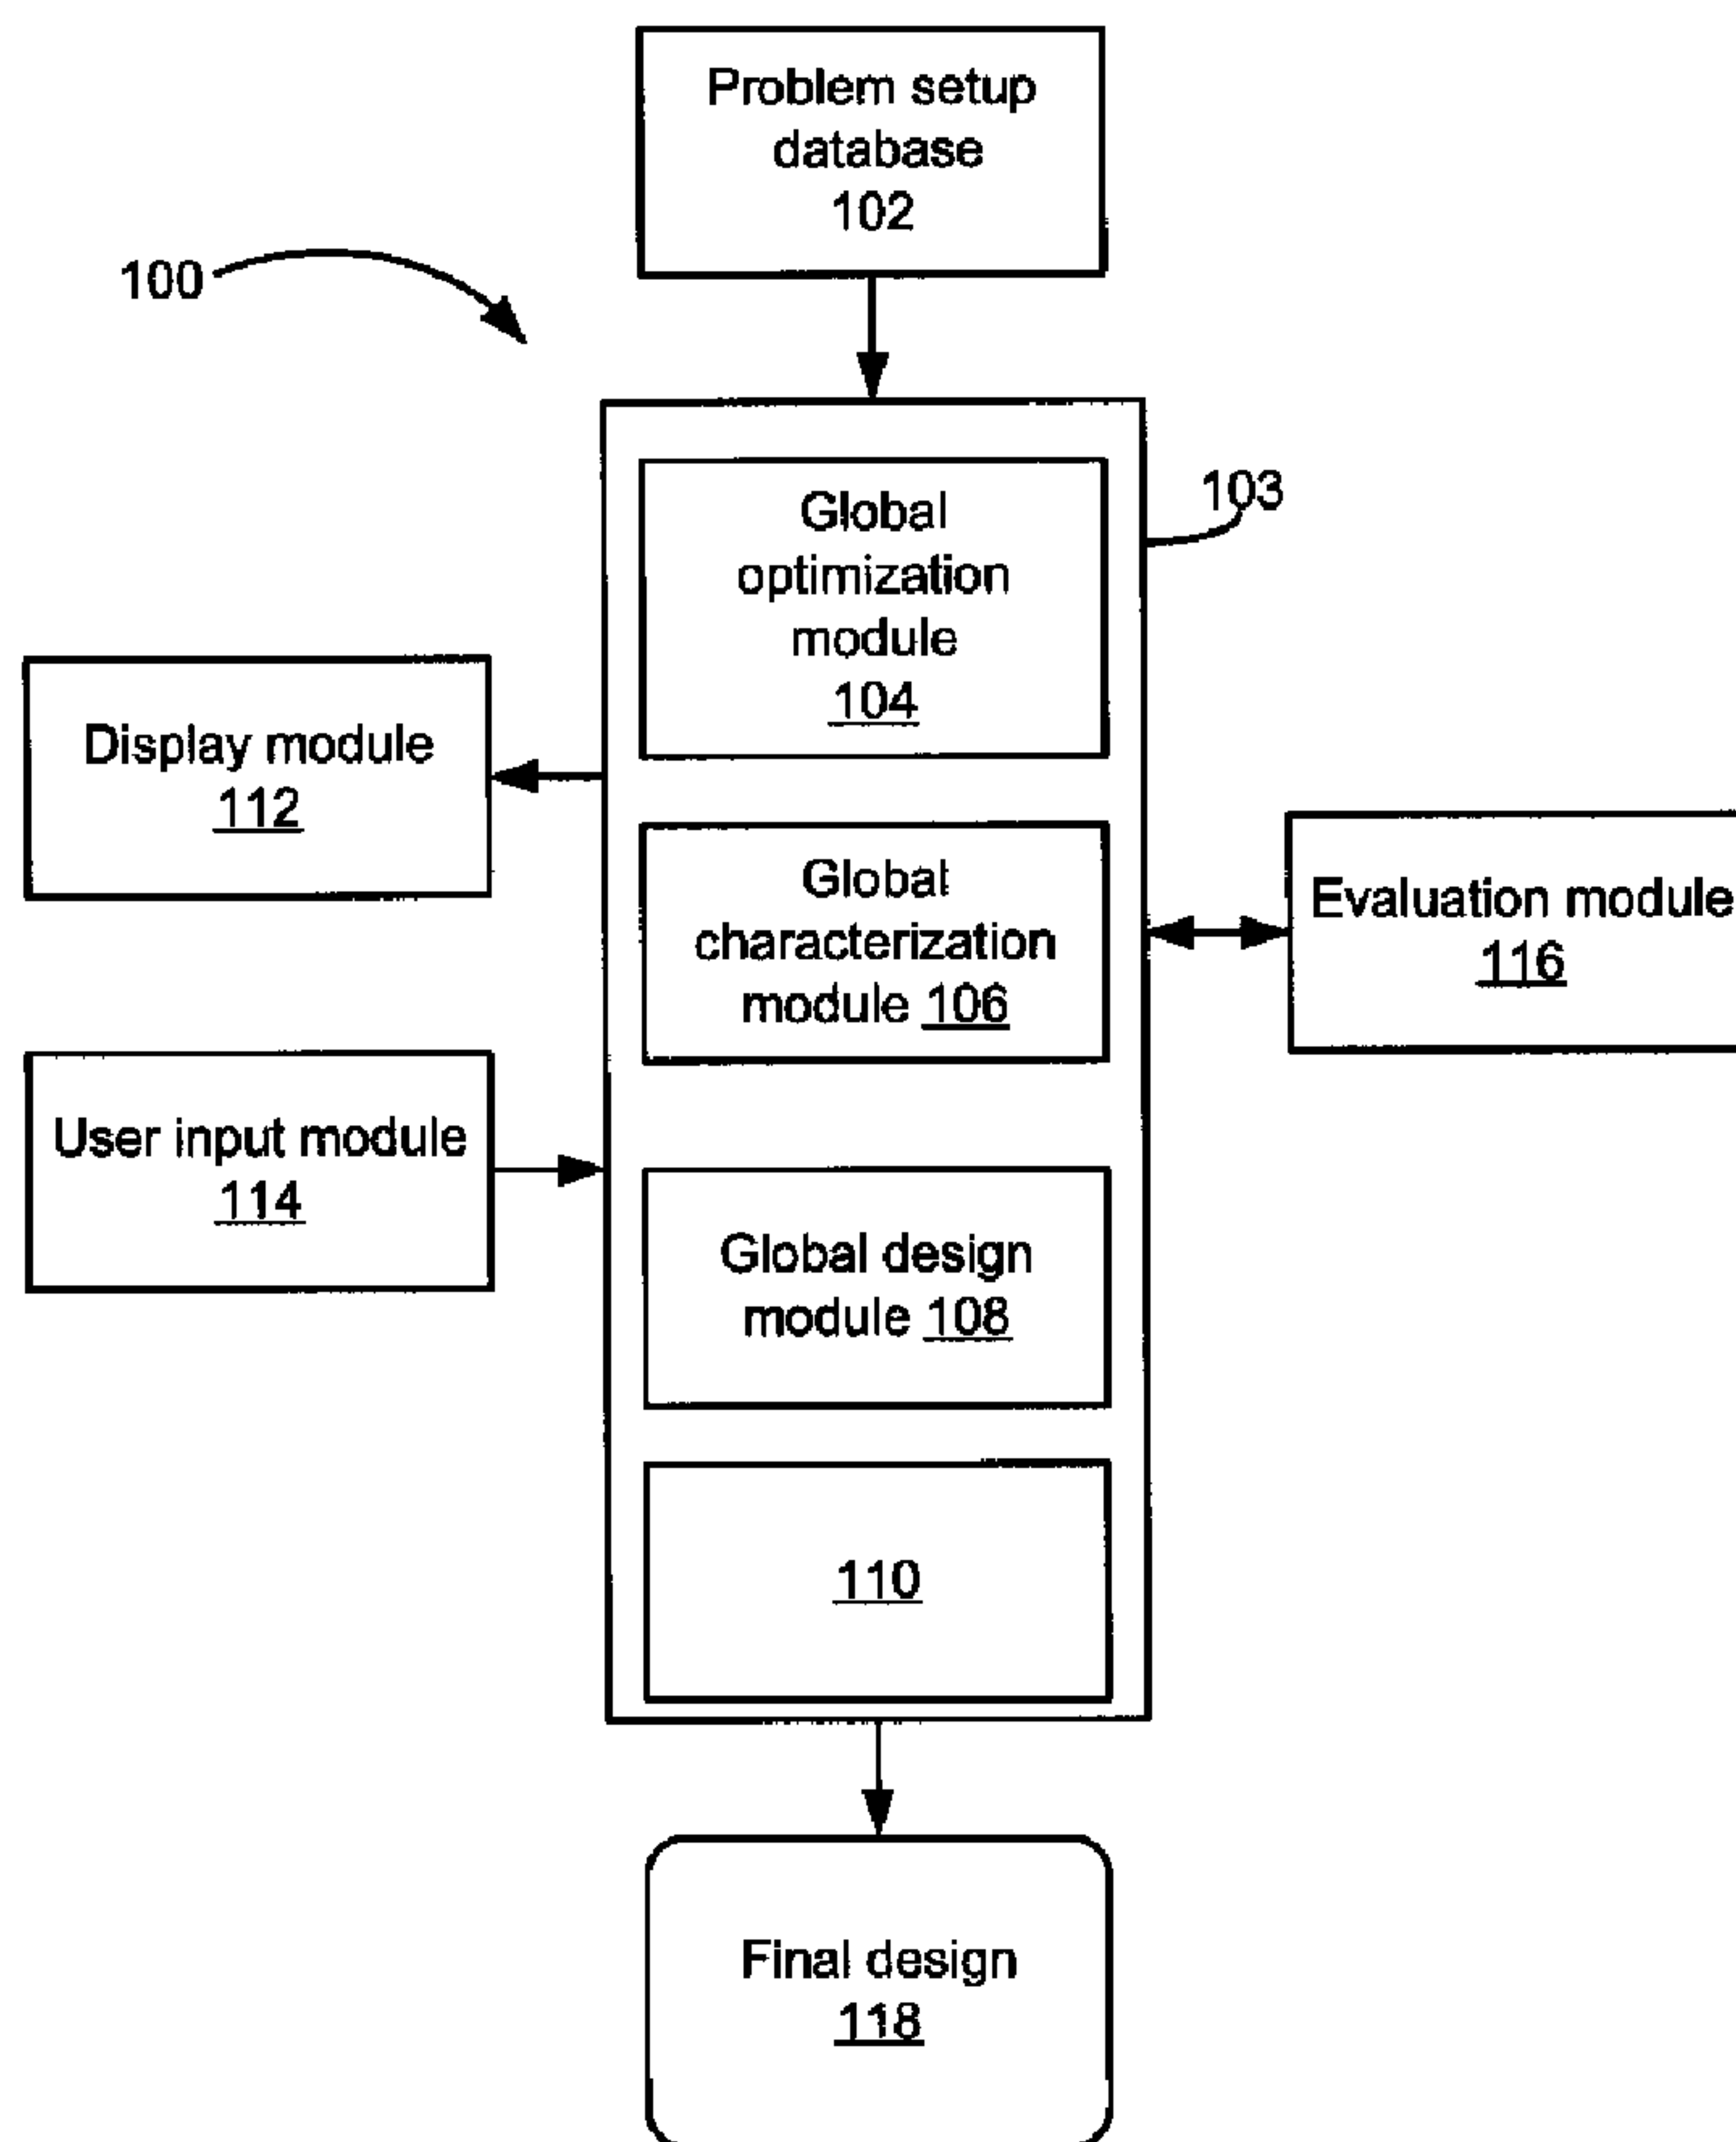 Problem setup
database
102
100
103
Global
optimization
module
104
Display module
112
Global
characterization
module 106
Evaluation module
116
User input module
114
Global design
module 108
110
Final design
118